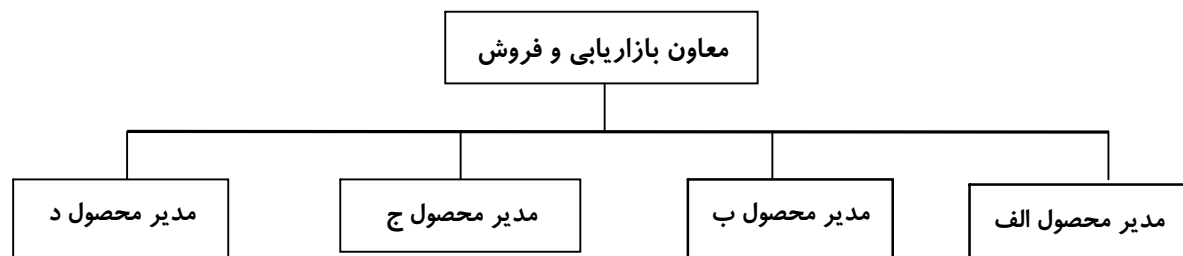 معاون بازاریابی و فروش
مدیر محصول الف
مدیر محصول ب
مدیر محصول ج
مدیر محصول د